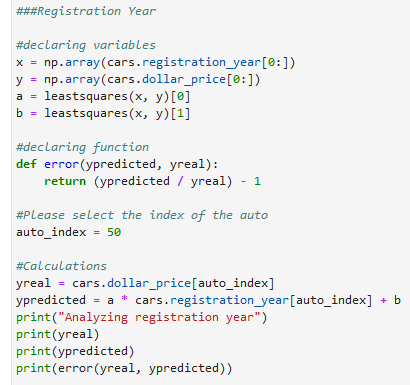 ###Registration Year
#declaring variables
x = np.array(cars.registration_year[0:])
y = np.array(cars.dollar_price[0:])
a = leastsquares(x, y)[0]
b = leastsquares(x, y)[1]
#declaring function
def error(ypredicted, yreal):
    return (ypredicted / yreal) - 1
#Please select the index of the auto
auto_index = 50
#Calculations
yreal = cars.dollar_price[auto_index]
ypredicted = a * cars.registration_year[auto_index] + b
print("Analyzing registration year")
print(yreal)
print(ypredicted)
print(error(yreal, ypredicted))